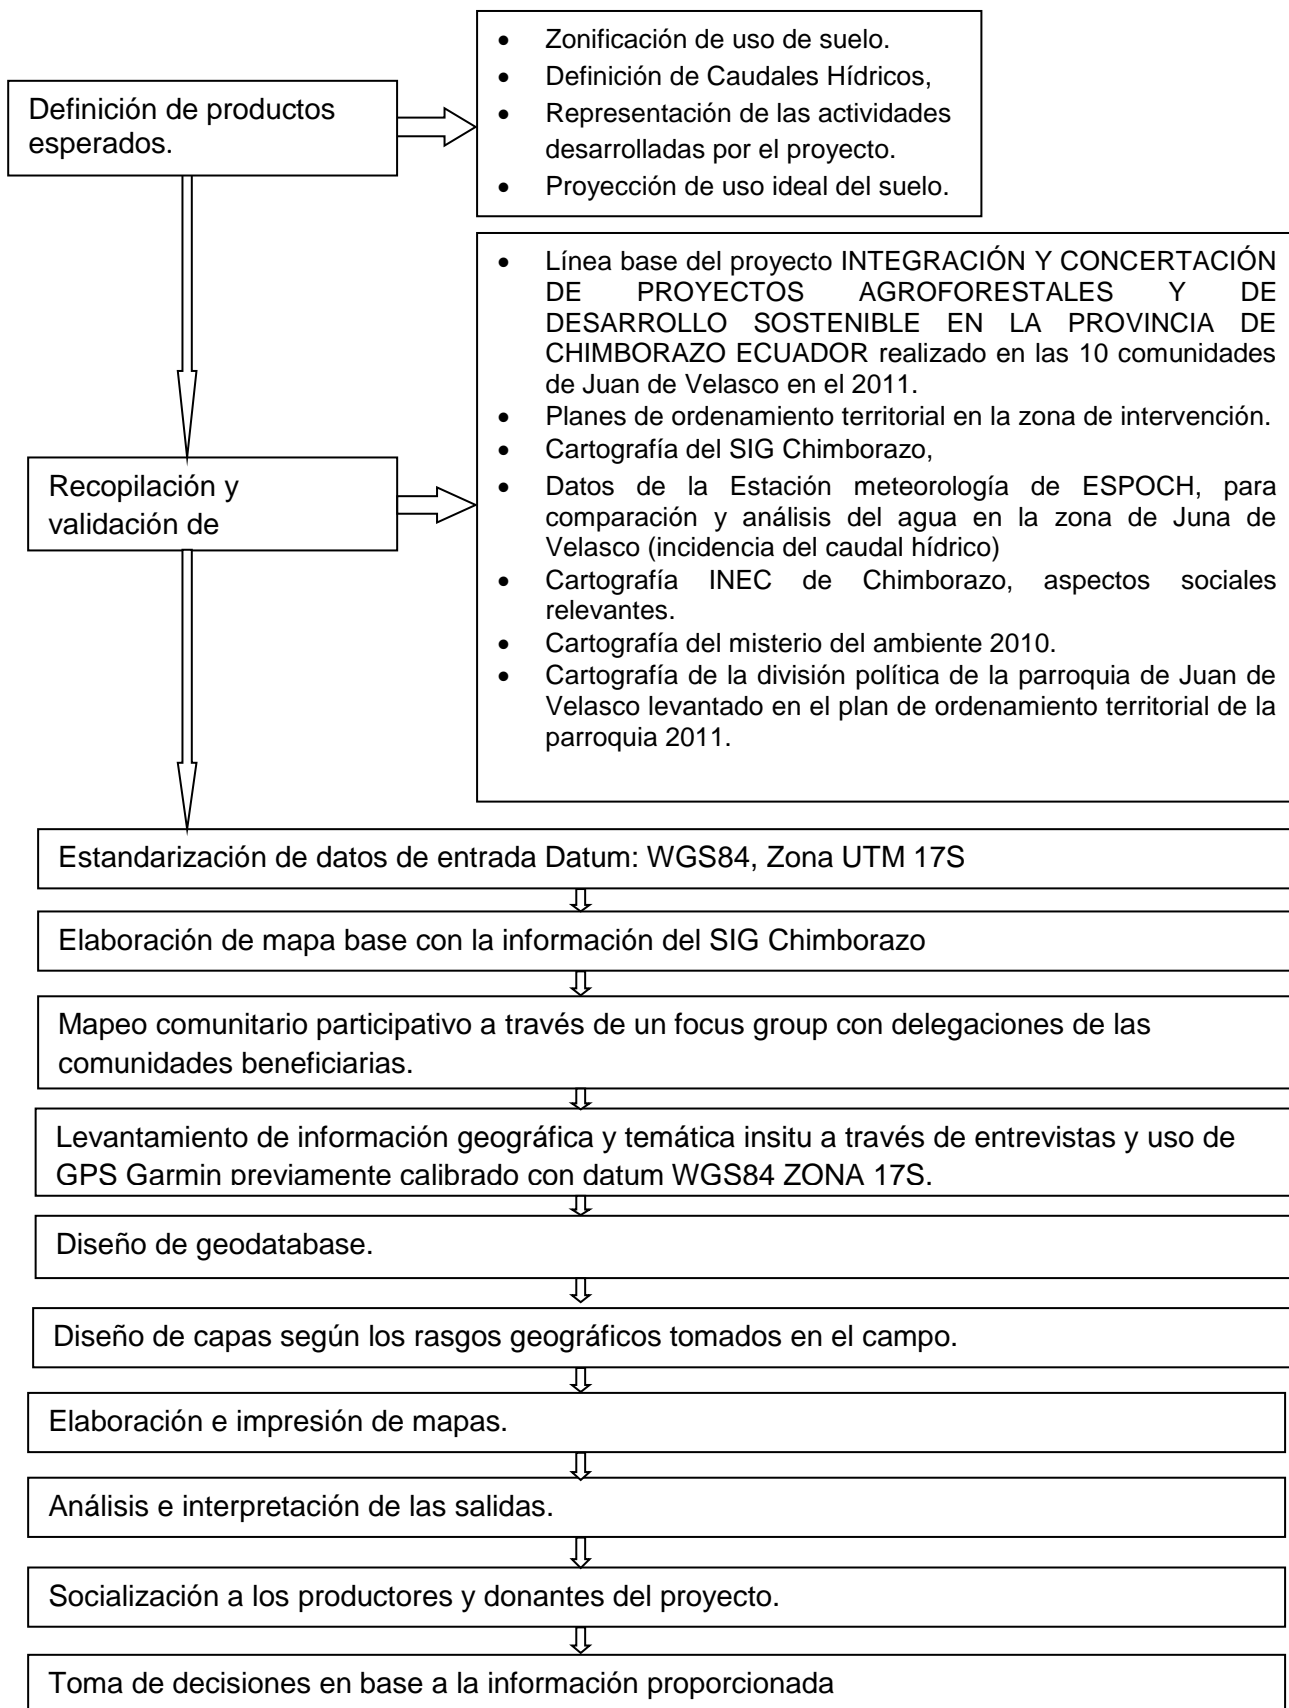 Definición de productos
esperados.
• Zonificación de uso de suelo.
• Definición de Caudales Hídricos,
• Representación de las actividades
desarrolladas por el proyecto.
• Proyección de uso ideal del suelo.
Recopilación y
validación de
• Línea base del proyecto INTEGRACIÓN Y CONCERTACIÓN
DE PROYECTOS AGROFORESTALES Y DE
DESARROLLO SOSTENIBLE EN LA PROVINCIA DE
CHIMBORAZO ECUADOR realizado en las 10 comunidades
de Juan de Velasco en el 2011.
• Planes de ordenamiento territorial en la zona de intervención.
• Cartografía del SIG Chimborazo,
• Datos de la Estación meteorología de ESPOCH, para
comparación y análisis del agua en la zona de Juna de
Velasco (incidencia del caudal hídrico)
• Cartografía INEC de Chimborazo, aspectos sociales
relevantes.
• Cartografía del misterio del ambiente 2010.
• Cartografía de la división política de la parroquia de Juan de
Velasco levantado en el plan de ordenamiento territorial de la
parroquia 2011.
Estandarización de datos de entrada Datum: WGS84, Zona UTM 17S
Elaboración de mapa base con la información del SIG Chimborazo
Mapeo comunitario participativo a través de un focus group con delegaciones de las
comunidades beneficiarias.
Levantamiento de información geográfica y temática insitu a través de entrevistas y uso de
GPS Garmin previamente calibrado con datum WGS84 ZONA 17S.
Diseño de geodatabase.
Diseño de capas según los rasgos geográficos tomados en el campo.
Elaboración e impresión de mapas.
Análisis e interpretación de las salidas.
Socialización a los productores y donantes del proyecto.
Toma de decisiones en base a la información proporcionada